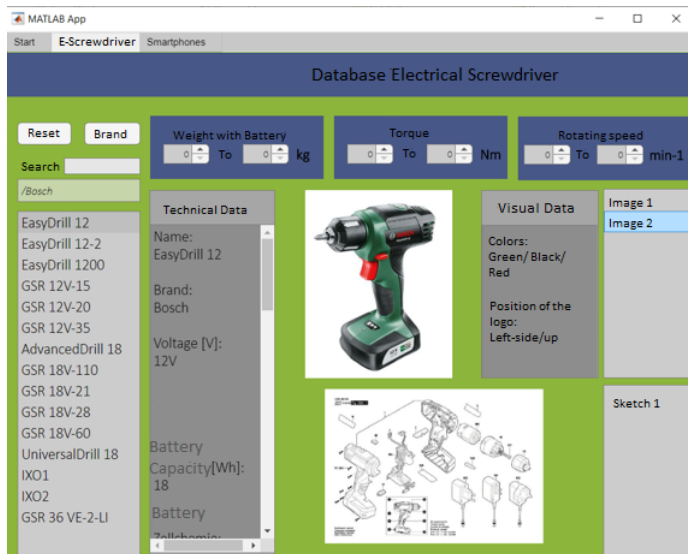 MATLAB App
Start E-Screwdriver Smartphones
Database Electrical Screwdriver
Reset Brand
Search
/Bosch
Weight with Battery
0 To 0 kg
Torque
0 To 0 Nm
Rotating speed
0 To 0 min-1
EasyDrill 12
EasyDrill 12-2
EasyDrill 1200
GSR 12V-15
GSR 12V-20
GSR 12V-35
AdvancedDrill 18
GSR 18V-110
GSR 18V-21
GSR 18V-28
GSR 18V-60
UniversalDrill 18
IXO1
IXO2
GSR 36 VE-2-LI
Technical Data
Name:
EasyDrill 12
Brand:
Bosch
Voltage [V]:
12V
Battery
Capacity[Wh]:
18
Battery
Zellchemie:
Visual Data
Colors:
Green/ Black/
Red
Position of the
logo:
Left-side/up
Image 1
Image 2
Sketch 1